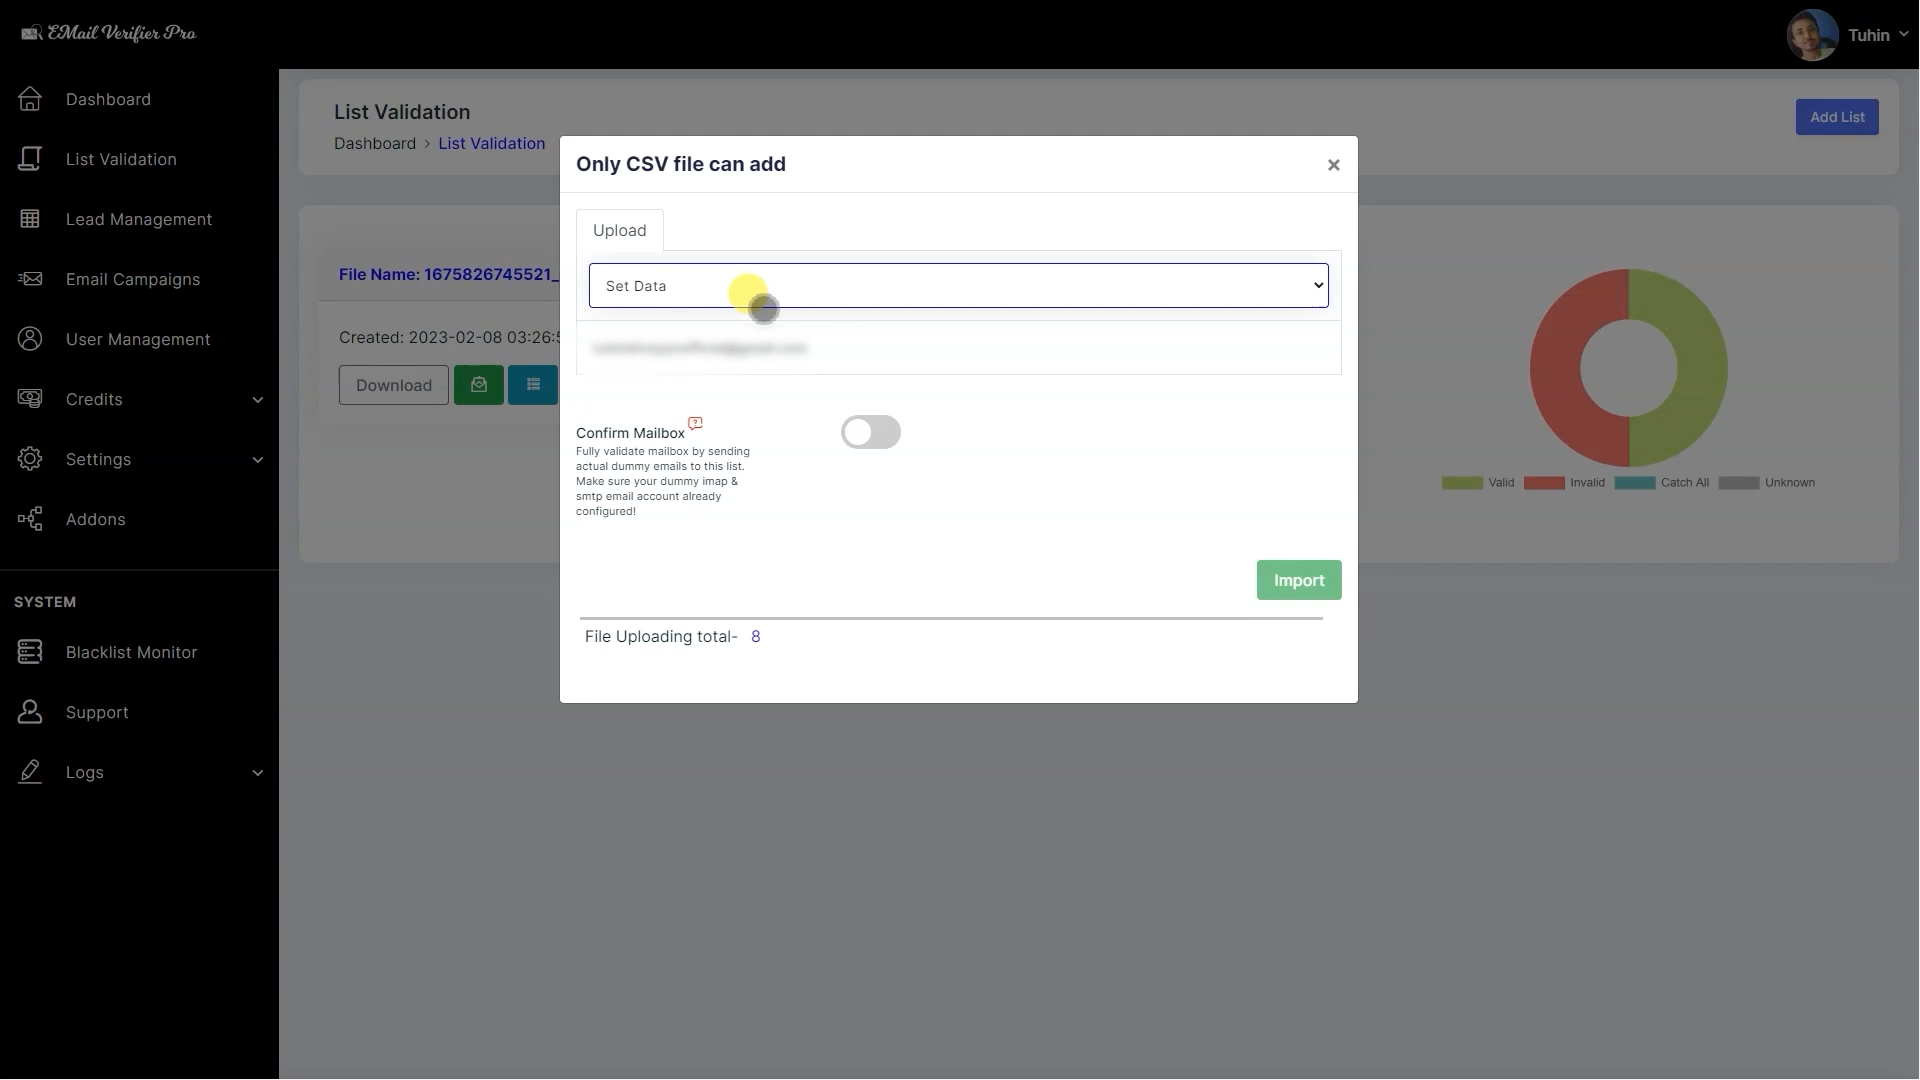 EMail Verifier Pro
Tuhin
Dashboard
List Validation
Lead Management
Email Campaigns
User Management
Credits
Settings
Addons
SYSTEM
Blacklist Monitor
Support
Logs
List Validation
Dashboard > List Validation
Add List
File Name: 1675826745521_
Created: 2023-02-08 03:26:5
Download
Only CSV file can add
×
Upload
Set Data
Confirm Mailbox
Fully validate mailbox by sending
actual dummy emails to this list.
Make sure your dummy imap &
smtp email account already
configured!
Import
File Uploading total- 8
Valid Invalid Catch All Unknown